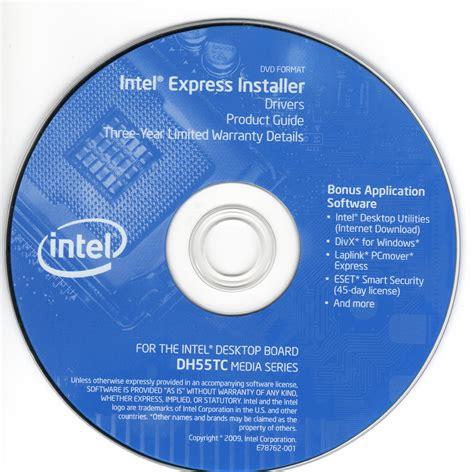 DVD FORMAT
Intel® Express Installer
Drivers
Product Guide
Three-Year Limited Warranty Details
intel
Bonus Application
Software
• Intel® Desktop Utilities
(Internet Download)
• DivX* for Windows*
• Laplink* PCmover*
Express
• ESET* Smart Security
(45-day license)
• And more
FOR THE INTEL® DESKTOP BOARD
DH55TC MEDIA SERIES
Unless otherwise expressly provided in an accompanying software license,
SOFTWARE IS PROVIDED "AS IS" WITHOUT WARRANTY OF ANY KIND,
WHETHER EXPRESS, IMPLIED, OR STATUTORY. Intel and the Intel
logo are trademarks of Intel Corporation in the U.S. and other
countries. *Other names and brands may be claimed as
the property of others.
Copyright © 2009, Intel Corporation.
E78762-001